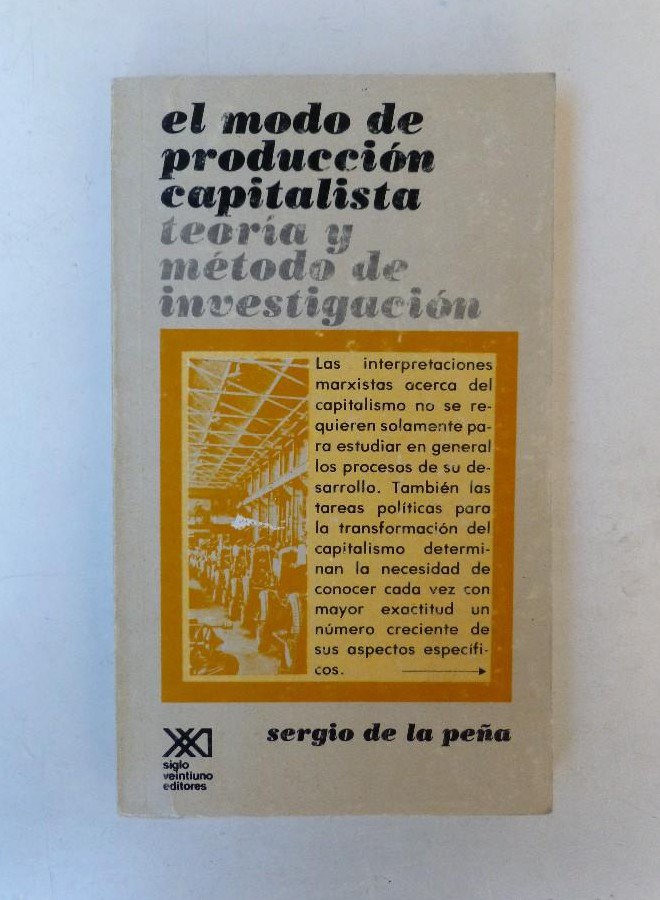 el modo de
producción
capitalista
teoría y
método de
investigación
Las interpretaciones
marxistas acerca del
capitalismo no se re-
quieren solamente pa-
ra estudiar en general
los procesos de su de-
sarrollo. También las
tareas políticas para
la transformación del
capitalismo determi-
nan la necesidad de
conocer cada vez con
mayor exactitud un
número creciente de
sus aspectos específi-
cos.
sergio de la peña
siglo
veintiuno
editores